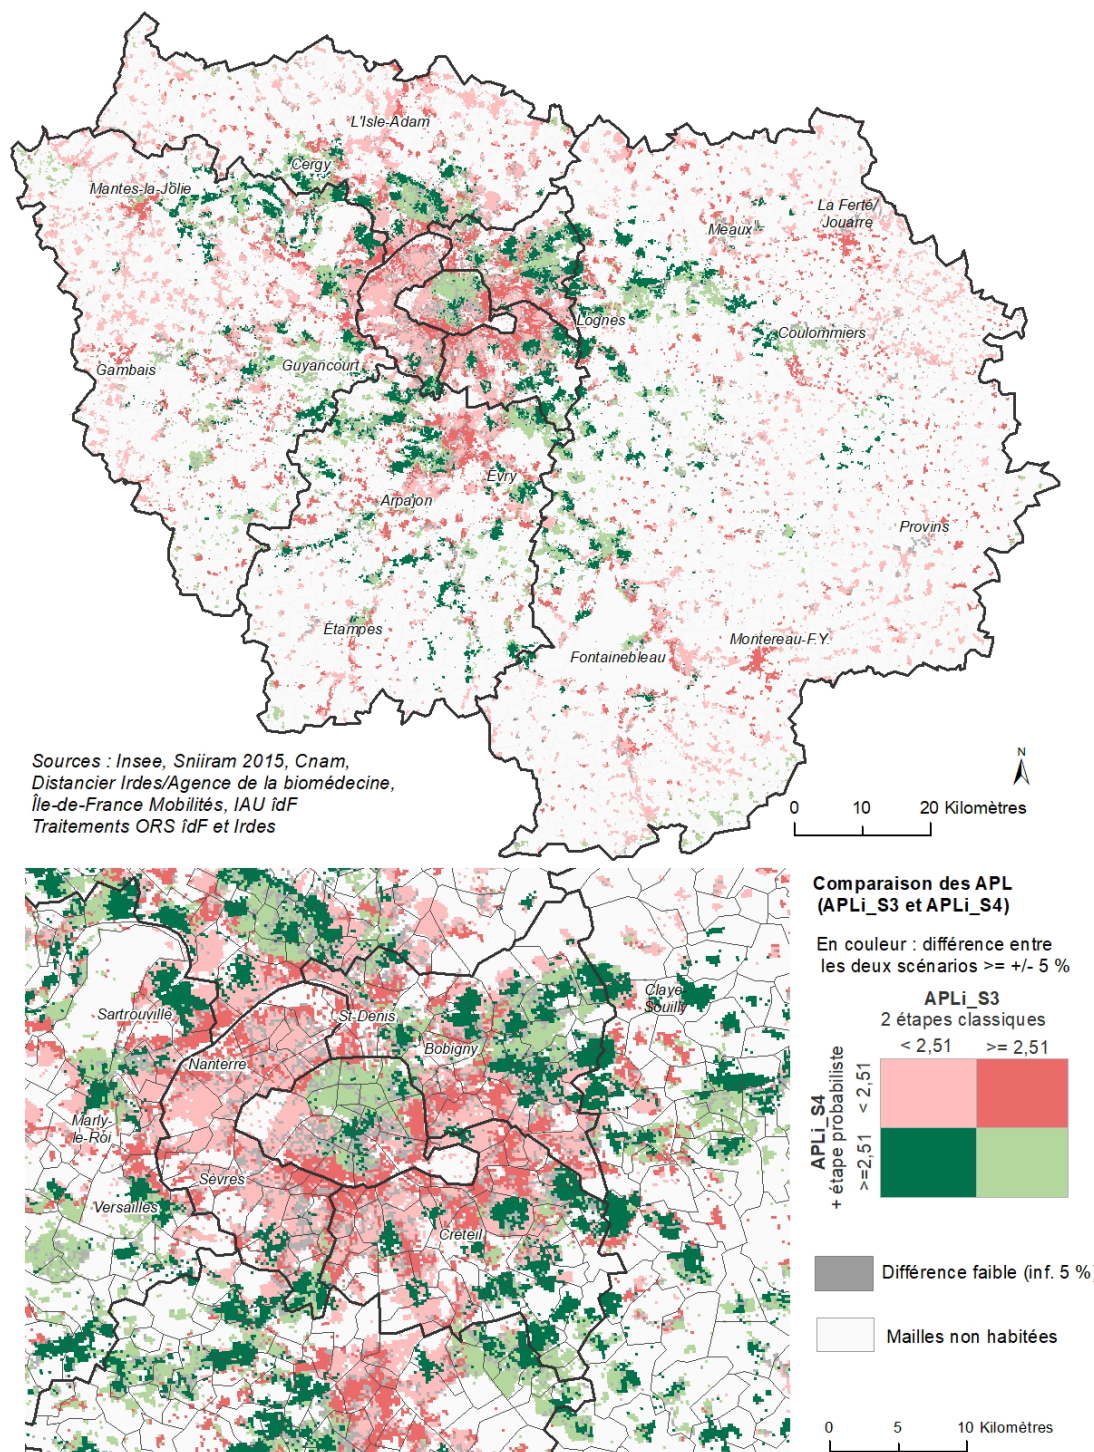 L'Isle-Adam
Cergy
Mantes-la-Jolie
La Ferté/
Jouarre
Meaux
Lognes
Coulommiers
Gambais
Guyancourt
Evry
Arpajon
Provins
Étampes
Montereau-F.Y.
Fontainebleau
Sources : Insee, Sniiram 2015, Cnam,
Distancier Irdes/Agence de la biomédecine,
Île-de-France Mobilités, IAU îdF
Traitements ORS îdF et Irdes
N
0 10 20 Kilomètres
Claye
Souilly
Sartrouville
St-Denis
Bobigny
Nanterre
Marly-
le-Roi
Sèvres
Versailles
Créteil
Comparaison des APL
(APLi_S3 et APLi_S4)
En couleur : différence entre
les deux scénarios >= +/- 5 %
APLi_S3
2 étapes classiques
< 2,51 >= 2,51
APLi_S4
+ étape probabiliste
>=2,51 < 2,51
Différence faible (inf. 5 %)
Mailles non habitées
0 5 10 Kilomètres